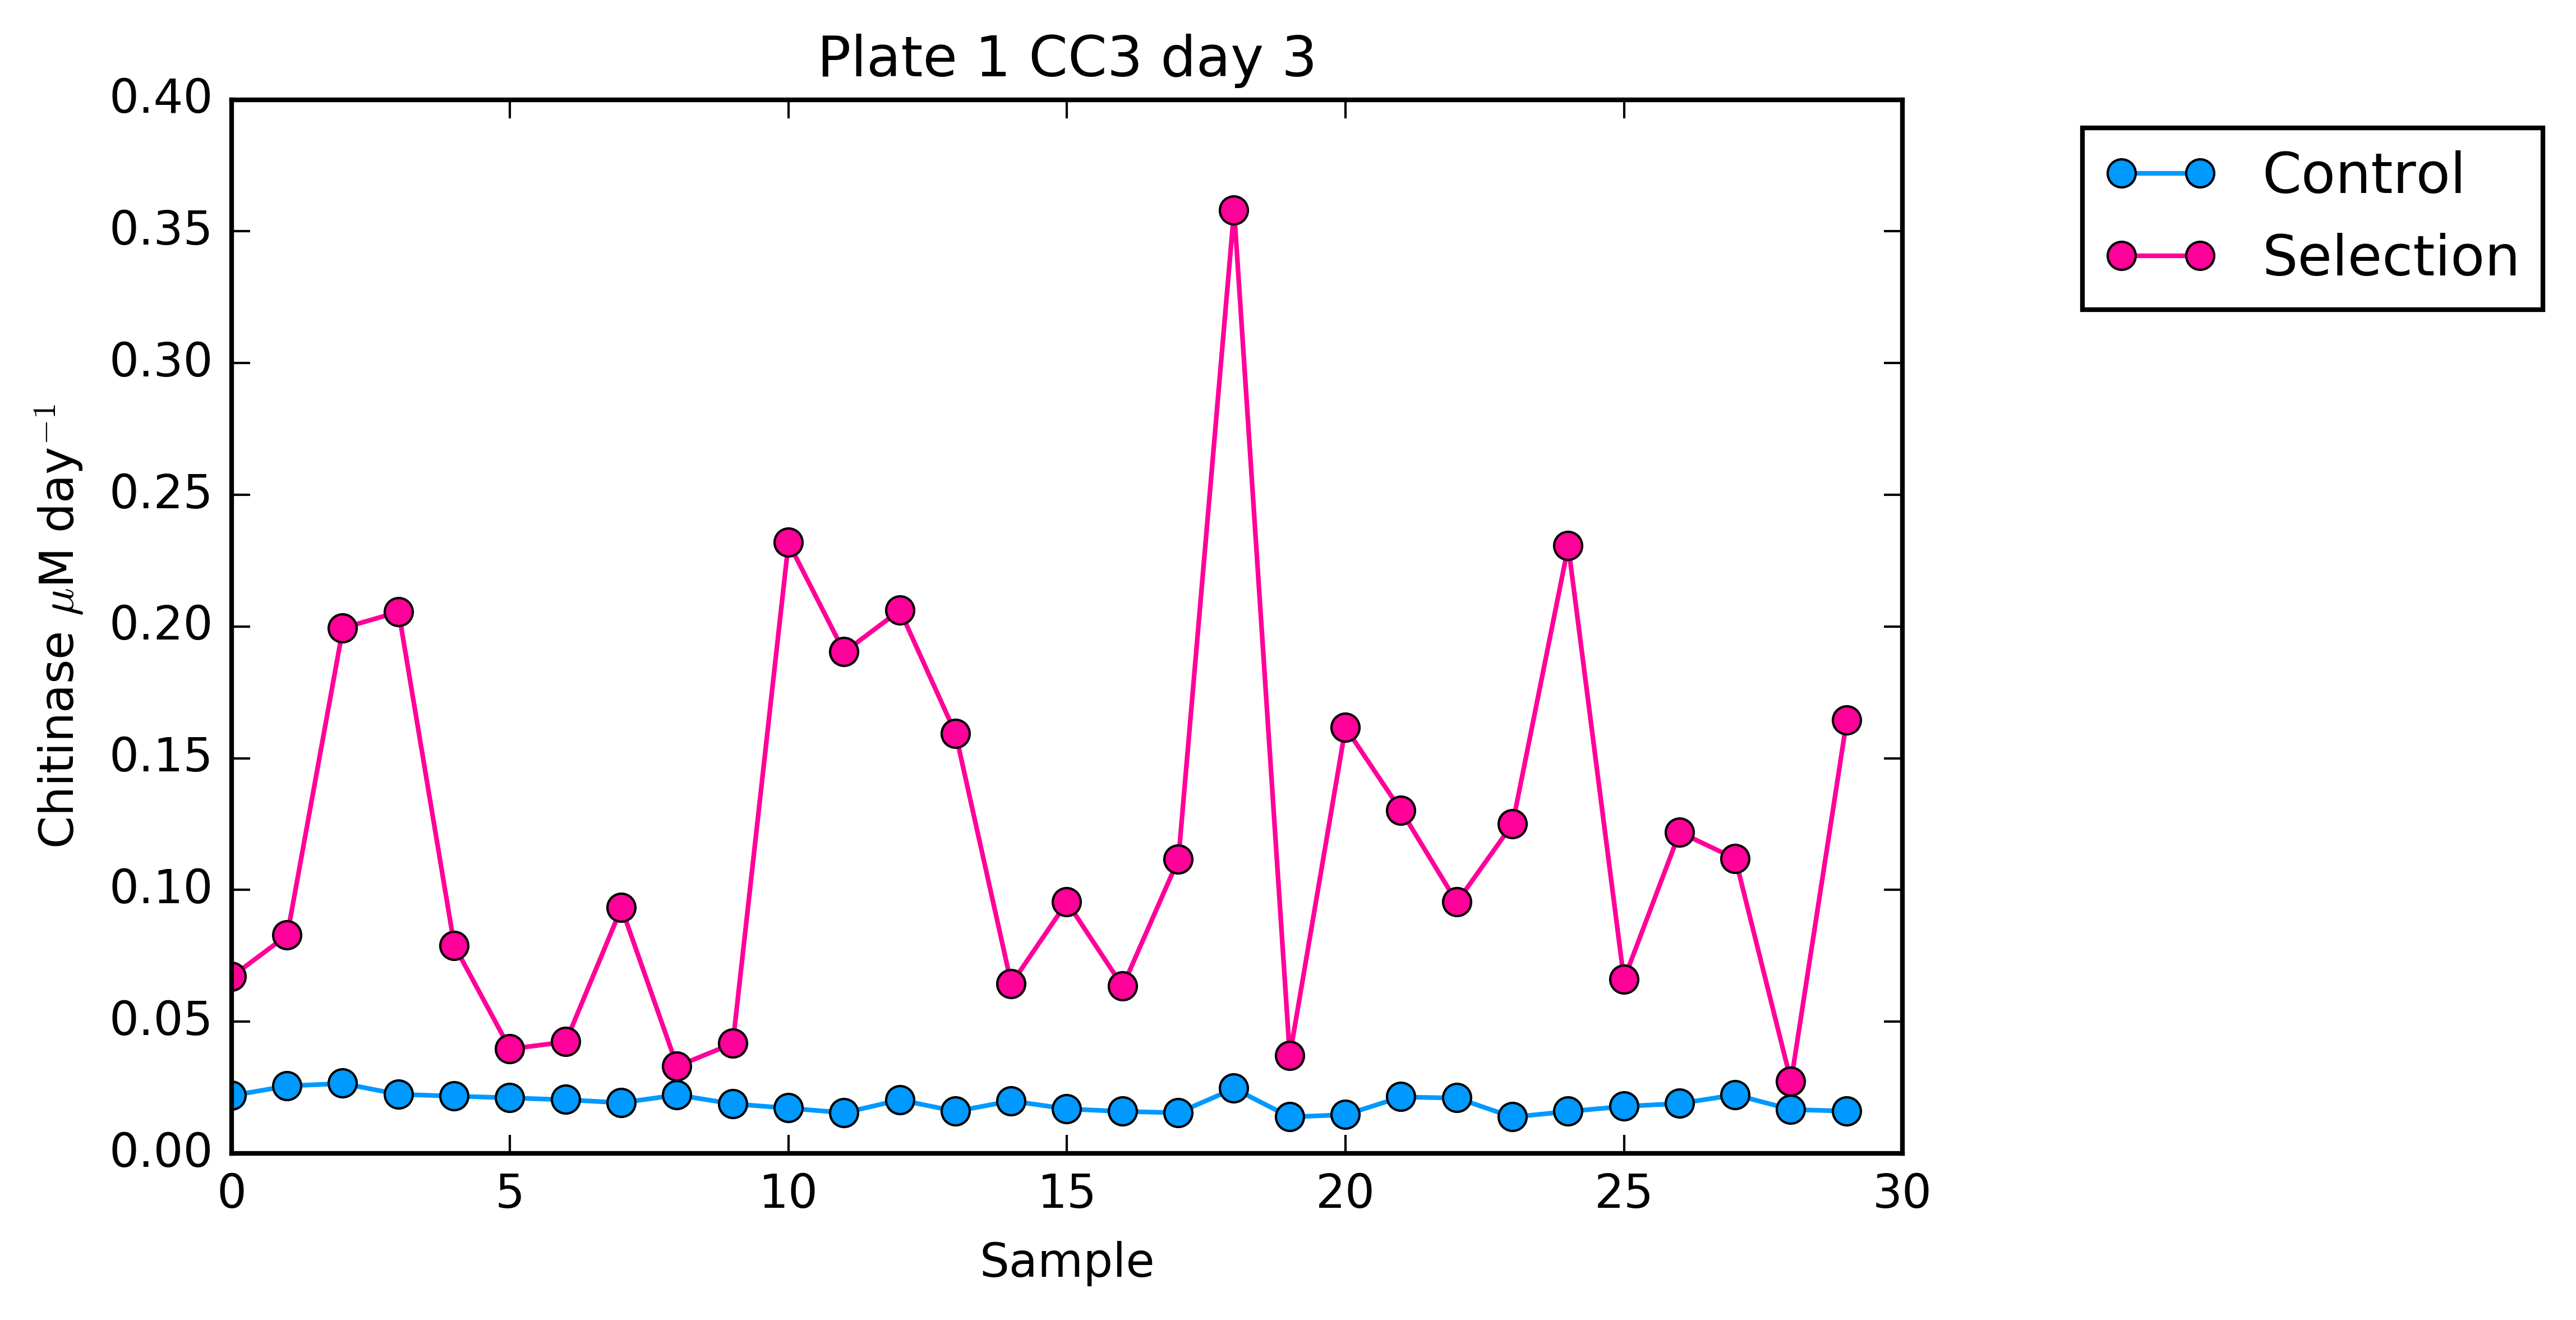 Plate 1 CC3 day 3
0.40
0.35
0.30
0.25
0.20
0.15
0.10
0.05
0.00
Chitinase μM day⁻¹
0 5 10 15 20 25 30
Sample
Control
Selection